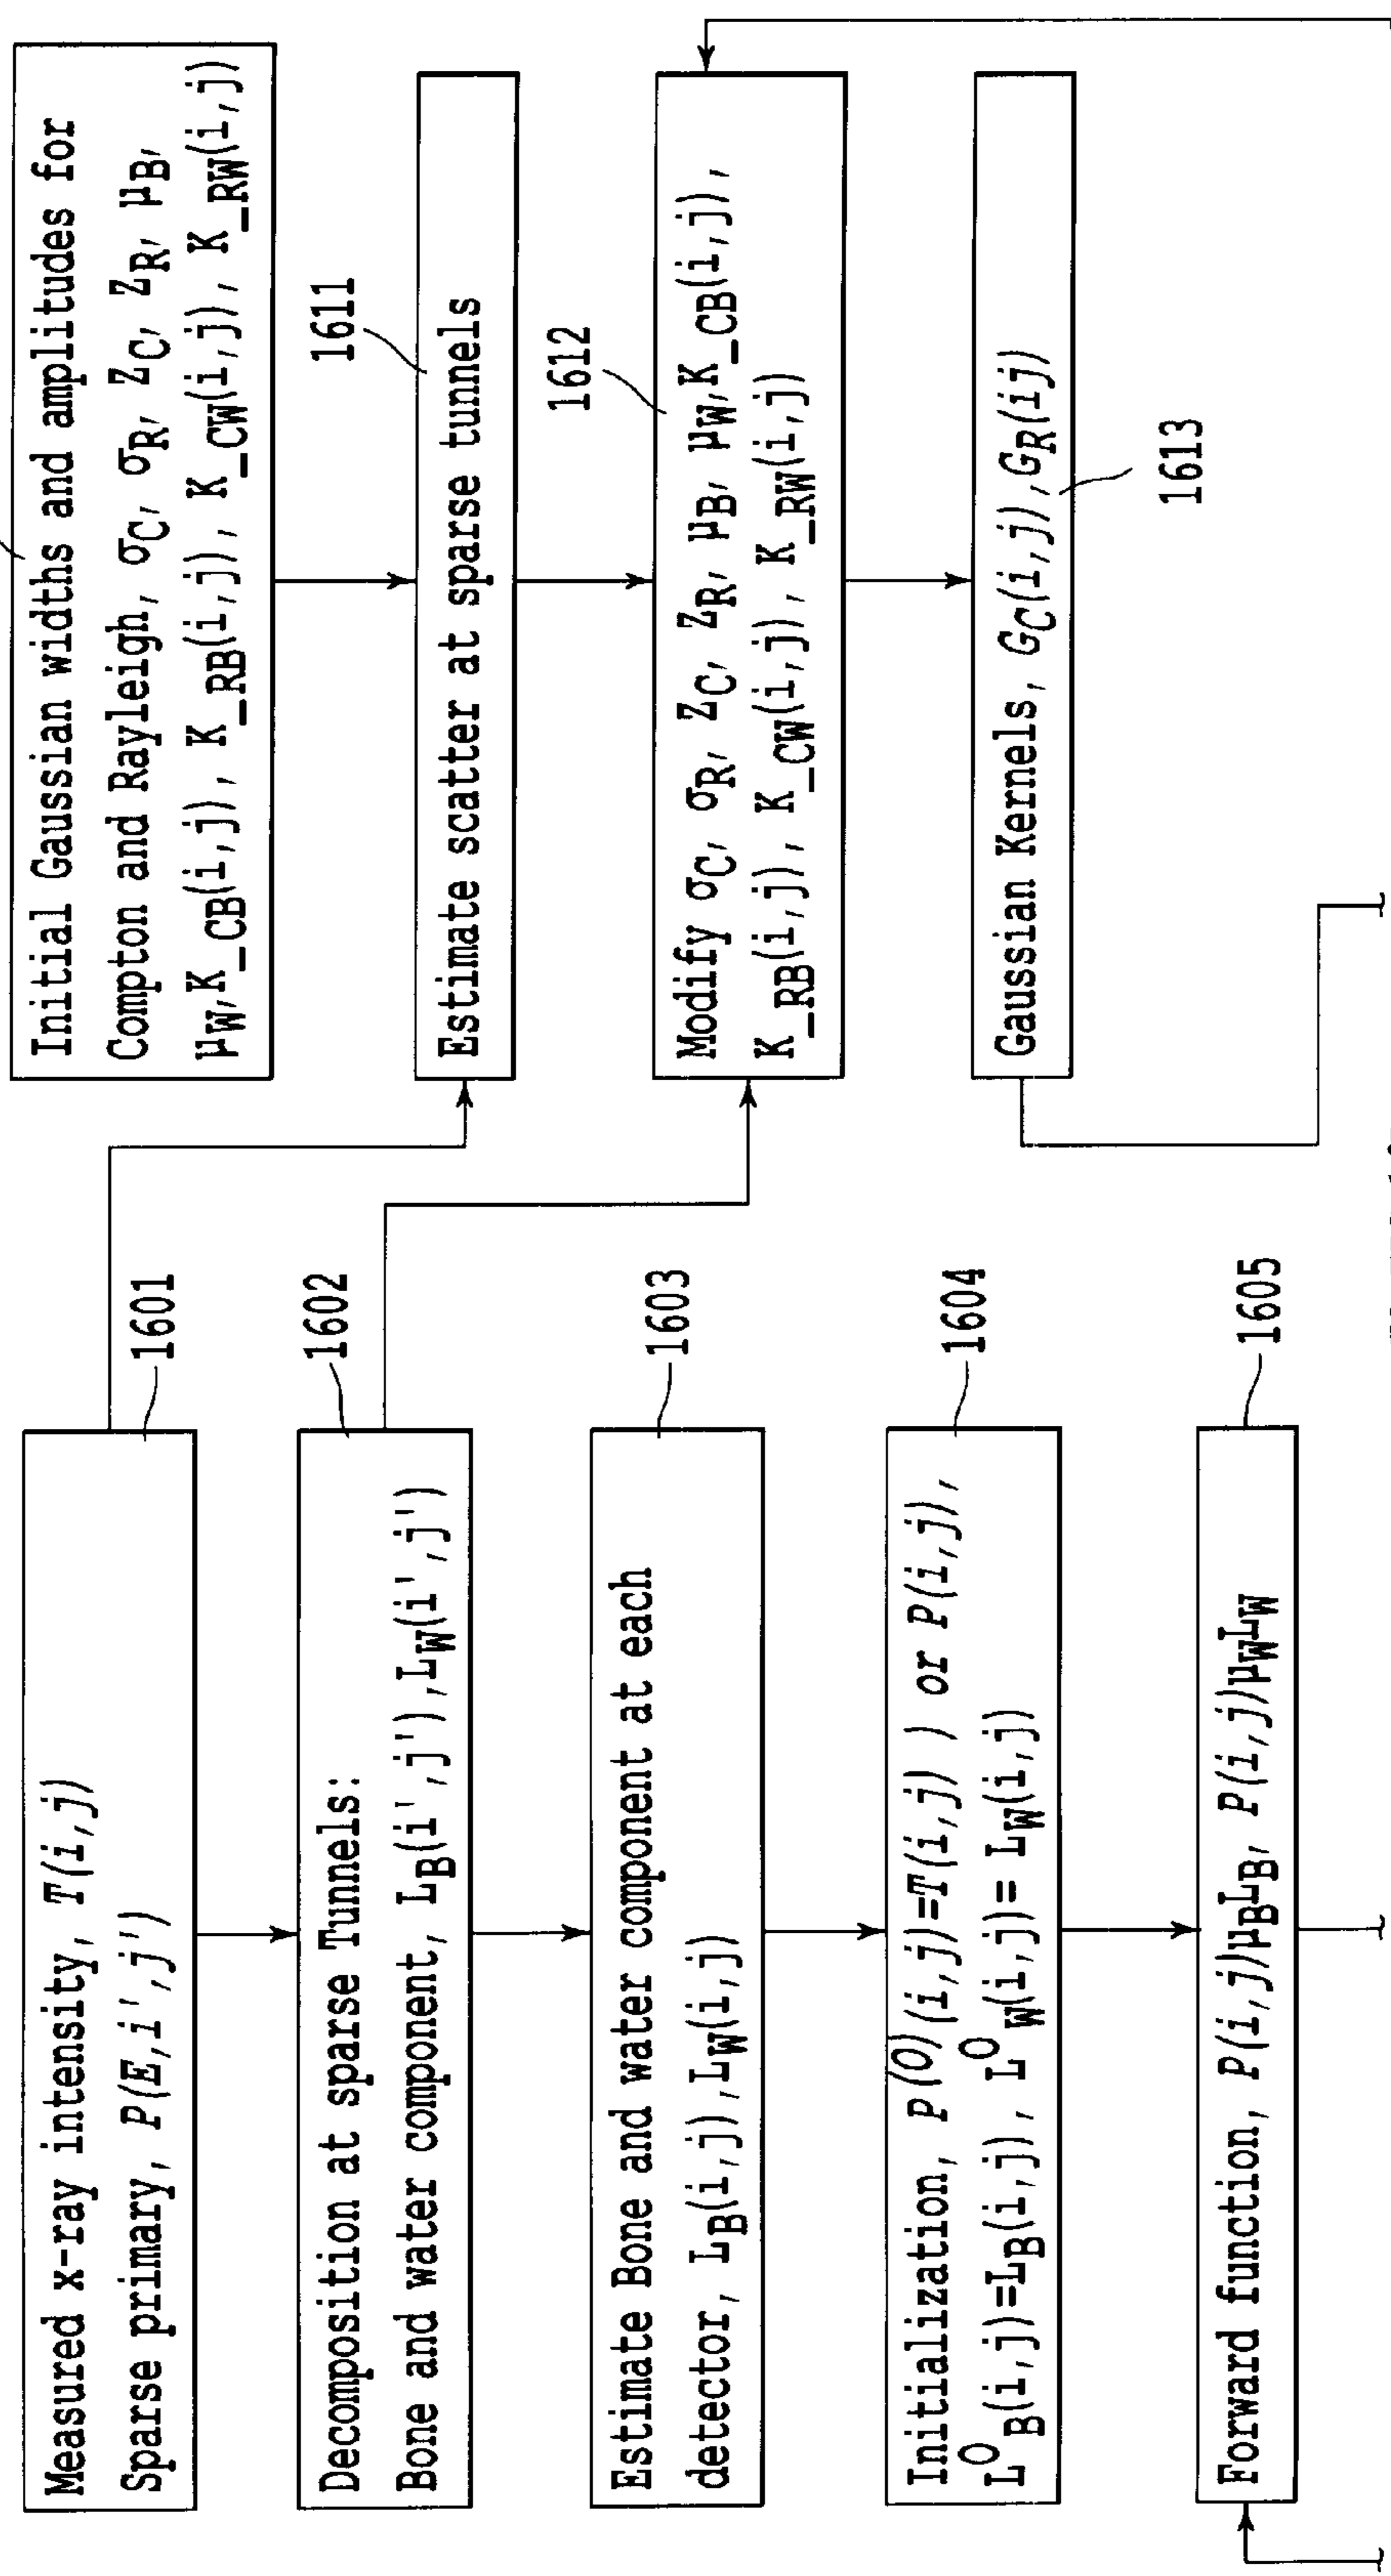 Measured x-ray intensity, T(i,j)
Sparse primary, P(E,i',j')
1601
Decomposition at sparse Tunnels:
Bone and water component, L_B(i',j'),L_W(i',j')
1602
Estimate Bone and water component at each
detector, L_B(i,j),L_W(i,j)
1603
Initialization, P^(0)(i,j)=T(i,j) ) or P(i,j),
L^O_B(i,j)=L_B(i,j), L^O_W(i,j)= L_W(i,j)
1604
Forward function, P(i,j)μ_BL_B, P(i,j)μ_WL_W
1605
Initial Gaussian widths and amplitudes for
Compton and Rayleigh, σ_C, σ_R, Z_C, Z_R, μ_B,
μ_W,K_CB(i,j), K_RB(i,j), K_CW(i,j), K_RW(i,j)
Estimate scatter at sparse tunnels
1611
Modify σ_C, σ_R, Z_C, Z_R, μ_B, μ_W,K_CB(i,j),
K_RB(i,j), K_CW(i,j), K_RW(i,j)
1612
Gaussian Kernels, G_C(i,j),G_R(ij)
1613